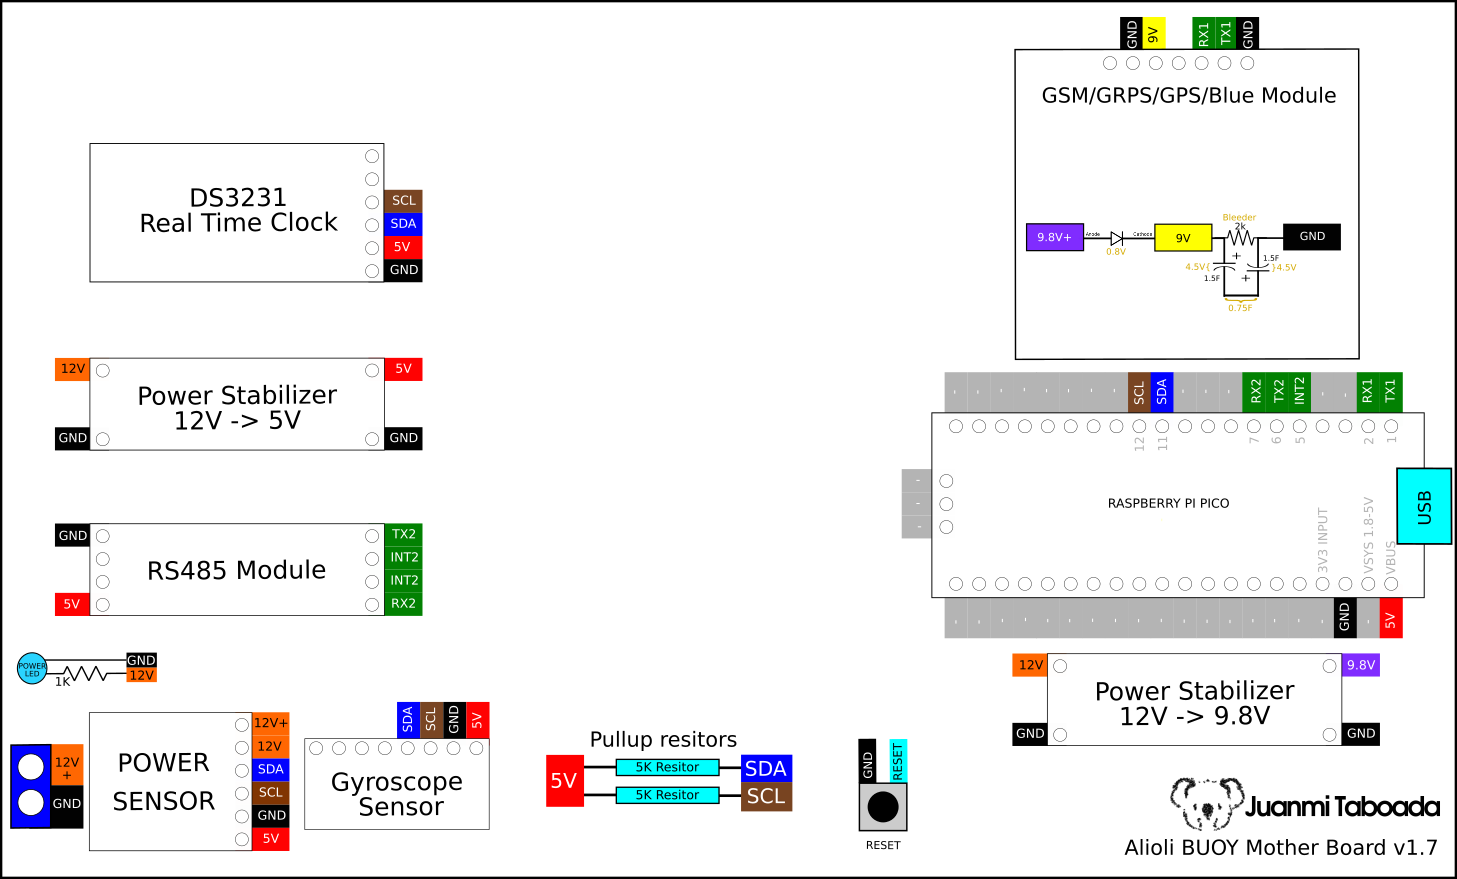 GND
9V
RX1
TX1
GND
GSM/GRPS/GPS/Blue Module
9.8V+
Anode
0.8V
Cathode
9V
Bleeder
2k
GND
+
1.5F
4.5V{
}4.5V
1.5F
+
0.75F
DS3231
Real Time Clock
SCL
SDA
5V
GND
12V
GND
Power Stabilizer
12V -> 5V
5V
GND
GND
5V
RS485 Module
TX2
INT2
INT2
RX2
POWER
LED
1K
GND
12V
12V
+
GND
POWER
SENSOR
12V+
12V
SDA
SCL
GND
5V
SDA
SCL
GND
5V
Gyroscope
Sensor
Pullup resitors
5V
5K Resitor
SDA
5K Resitor
SCL
GND
RESET
RESET
- - - - - - - - SCL SDA - - - RX2 TX2 INT2 - - RX1 TX1
12 11 7 6 5 2 1
-
-
-
RASPBERRY PI PICO
USB
3V3 INPUT
VSYS 1.8-5V
VBUS
- - - - - - - - - - - - - - - - - GND - 5V
12V
GND
Power Stabilizer
12V -> 9.8V
9.8V
GND
Juanmi Taboada
Alioli BUOY Mother Board v1.7